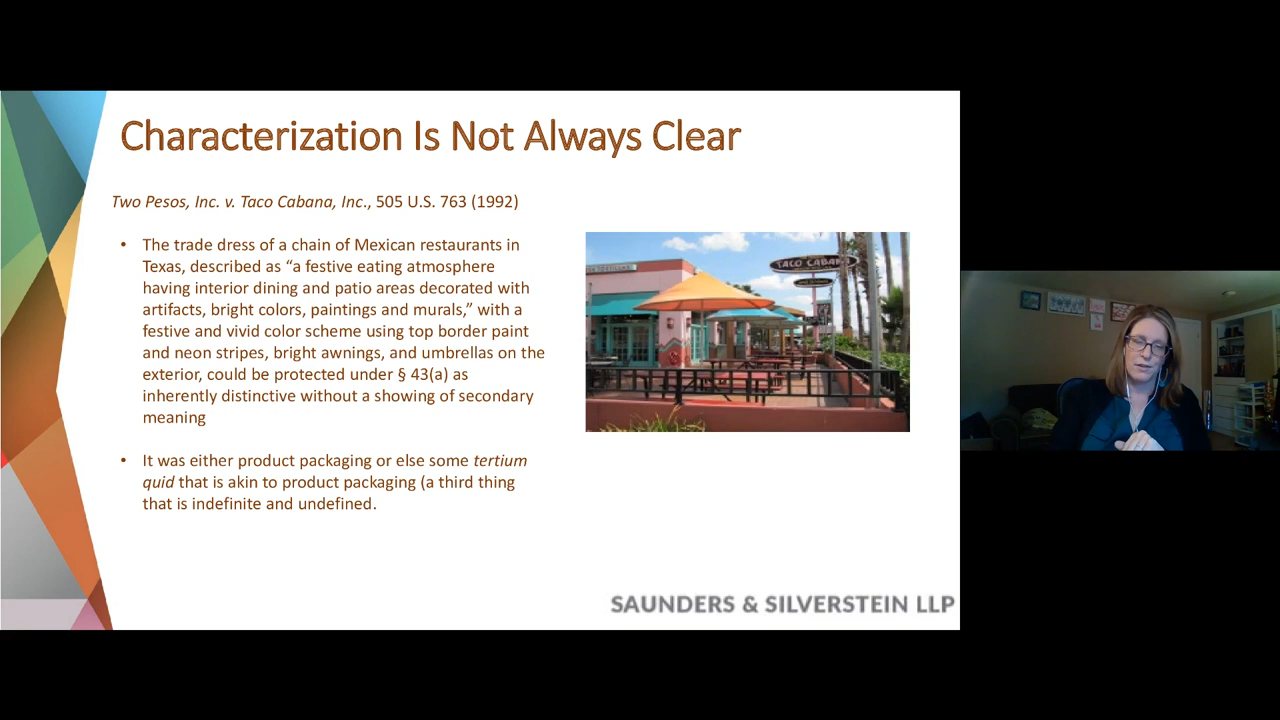 Characterization Is Not Always Clear
Two Pesos, Inc. v. Taco Cabana, Inc., 505 U.S. 763 (1992)
• The trade dress of a chain of Mexican restaurants in
Texas, described as “a festive eating atmosphere
having interior dining and patio areas decorated with
artifacts, bright colors, paintings and murals,” with a
festive and vivid color scheme using top border paint
and neon stripes, bright awnings, and umbrellas on the
exterior, could be protected under § 43(a) as
inherently distinctive without a showing of secondary
meaning
• It was either product packaging or else some tertium
quid that is akin to product packaging (a third thing
that is indefinite and undefined.
TACO CABANA
SAUNDERS & SILVERSTEIN LLP